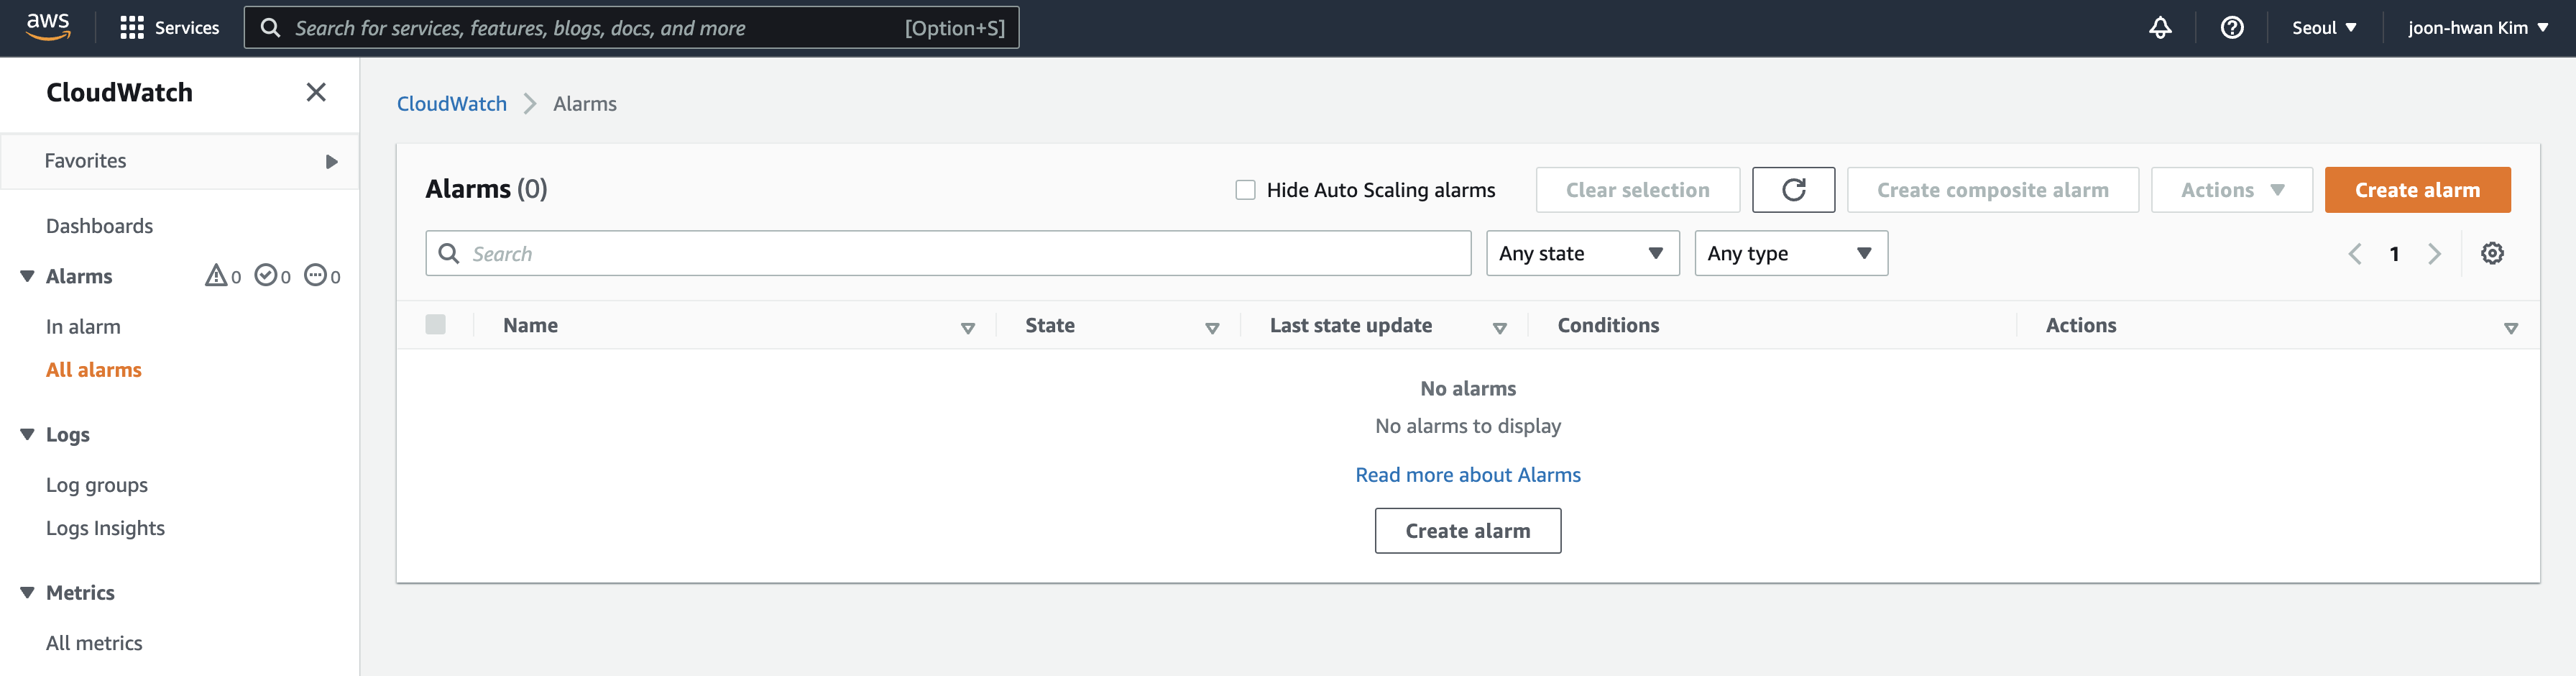 aws
Services
Search for services, features, blogs, docs, and more [Option+S]
Seoul
joon-hwan Kim
CloudWatch
Favorites
Dashboards
Alarms 0 0 0
In alarm
All alarms
Logs
Log groups
Logs Insights
Metrics
All metrics
CloudWatch
Alarms
Alarms (0)
Hide Auto Scaling alarms
Clear selection
Create composite alarm
Actions
Create alarm
Search
Any state
Any type
1
Name State Last state update Conditions Actions
No alarms
No alarms to display
Read more about Alarms
Create alarm